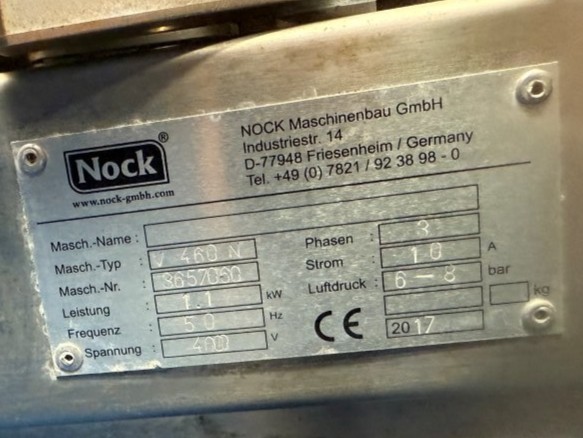 Nock®
www.nock-gmbh.com
NOCK Maschinenbau GmbH
Industriestr. 14
D-77948 Friesenheim / Germany
Tel. +49 (0) 7821 / 92 38 98 - 0
Masch.-Name :
Masch.-Typ : V 460 N
Masch.-Nr. : 8657060
Leistung : 1.1 kW
Frequenz : 50 Hz
Spannung : 400 V
Phasen : 3
Strom : 10 A
Luftdruck : 6-8 bar
kg
CE
2017